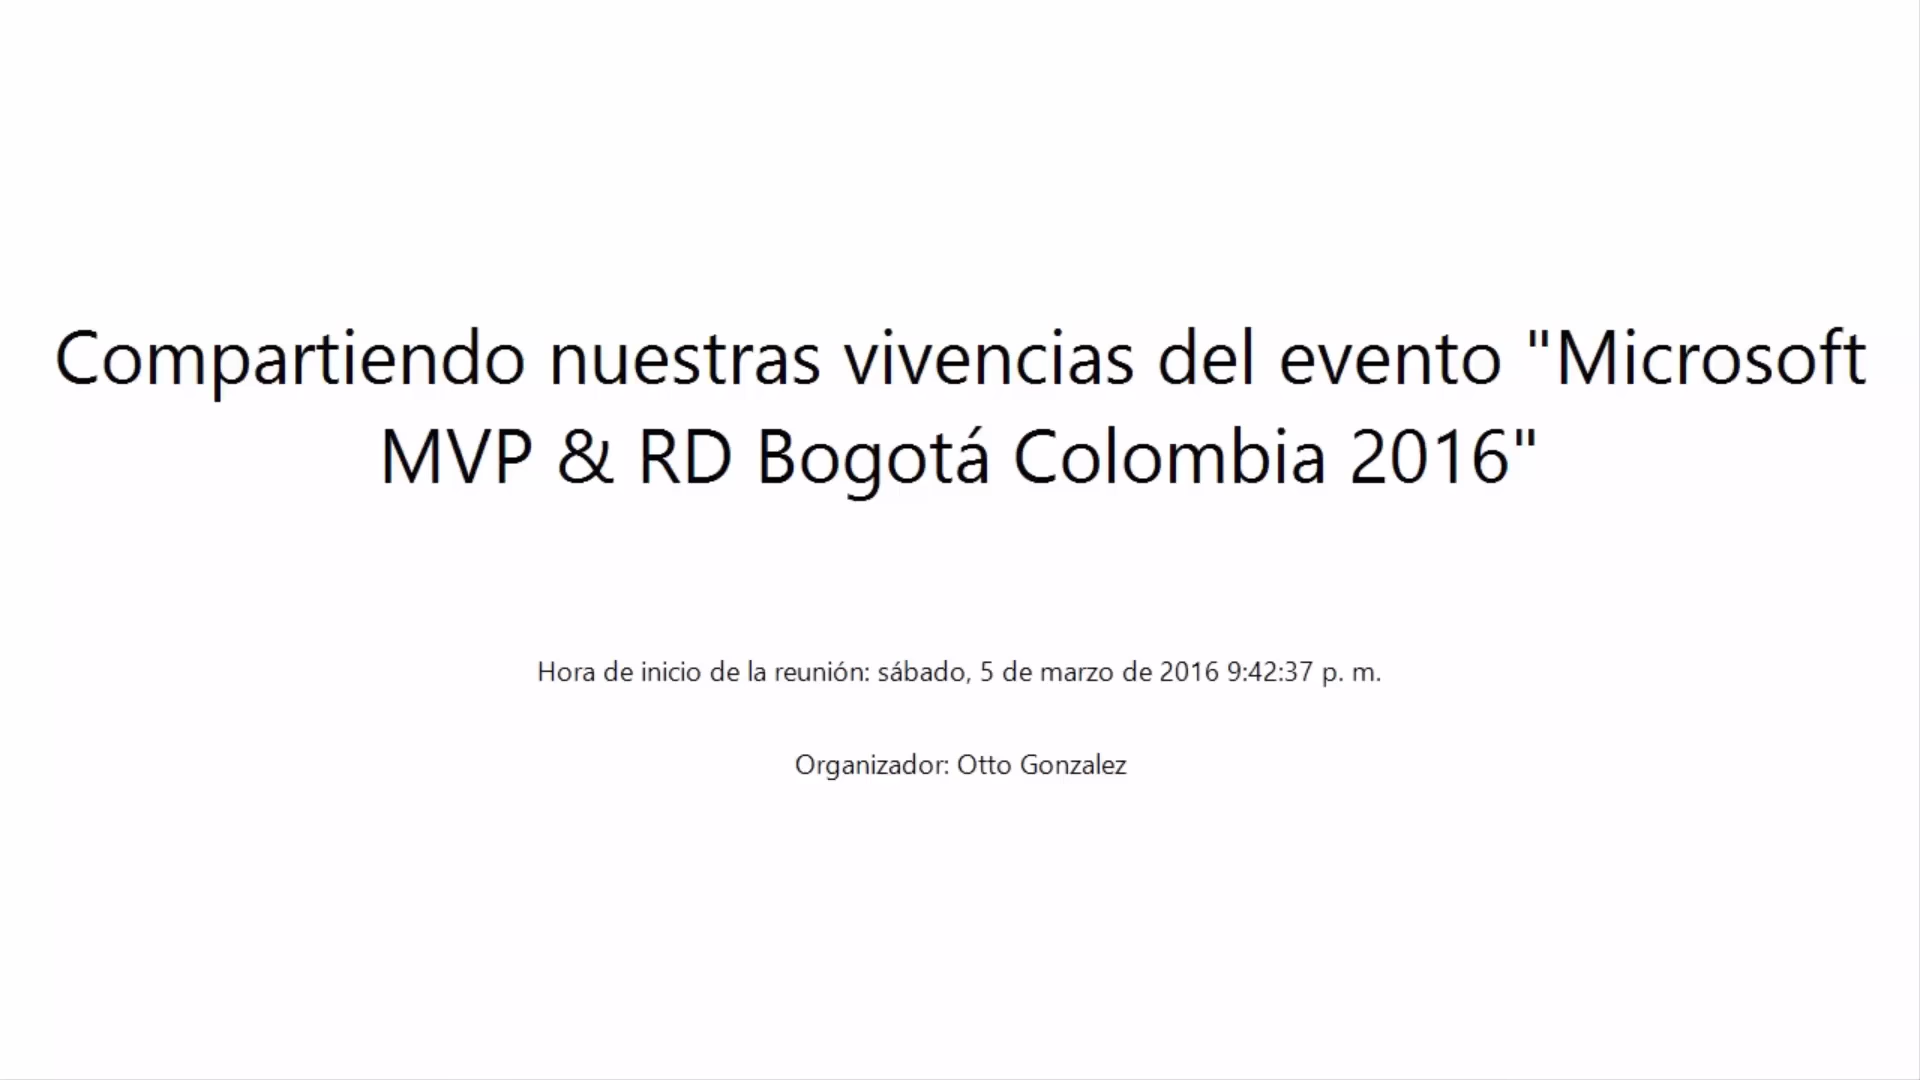 Compartiendo nuestras vivencias del evento "Microsoft
MVP & RD Bogotá Colombia 2016"
Hora de inicio de la reunión: sábado, 5 de marzo de 2016 9:42:37 p. m.
Organizador: Otto Gonzalez